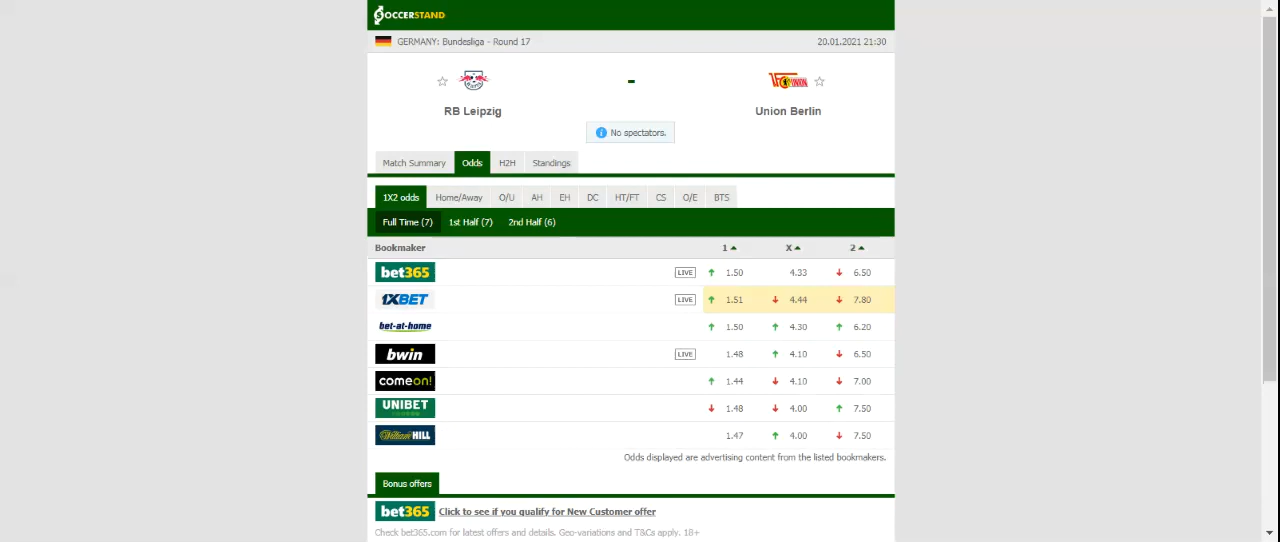 SOCCERSTAND
GERMANY: Bundesliga - Round 17 20.01.2021 21:30
-
RB Leipzig Union Berlin
No spectators.
Match Summary Odds H2H Standings
1X2 odds Home/Away O/U AH EH DC HT/FT CS O/E BTS
Full Time (7) 1st Half (7) 2nd Half (6)
Bookmaker 1 X 2
bet365 LIVE 1.50 4.33 6.50
1XBET LIVE 1.51 4.44 7.80
bet-at-home 1.50 4.30 6.20
bwin LIVE 1.48 4.10 6.50
comeon! 1.44 4.10 7.00
UNIBET 1.48 4.00 7.50
William HILL 1.47 4.00 7.50
Odds displayed are advertising content from the listed bookmakers.
Bonus offers
bet365 Click to see if you qualify for New Customer offer
Check bet365.com for latest offers and details. Geo-variations and T&Cs apply. 18+